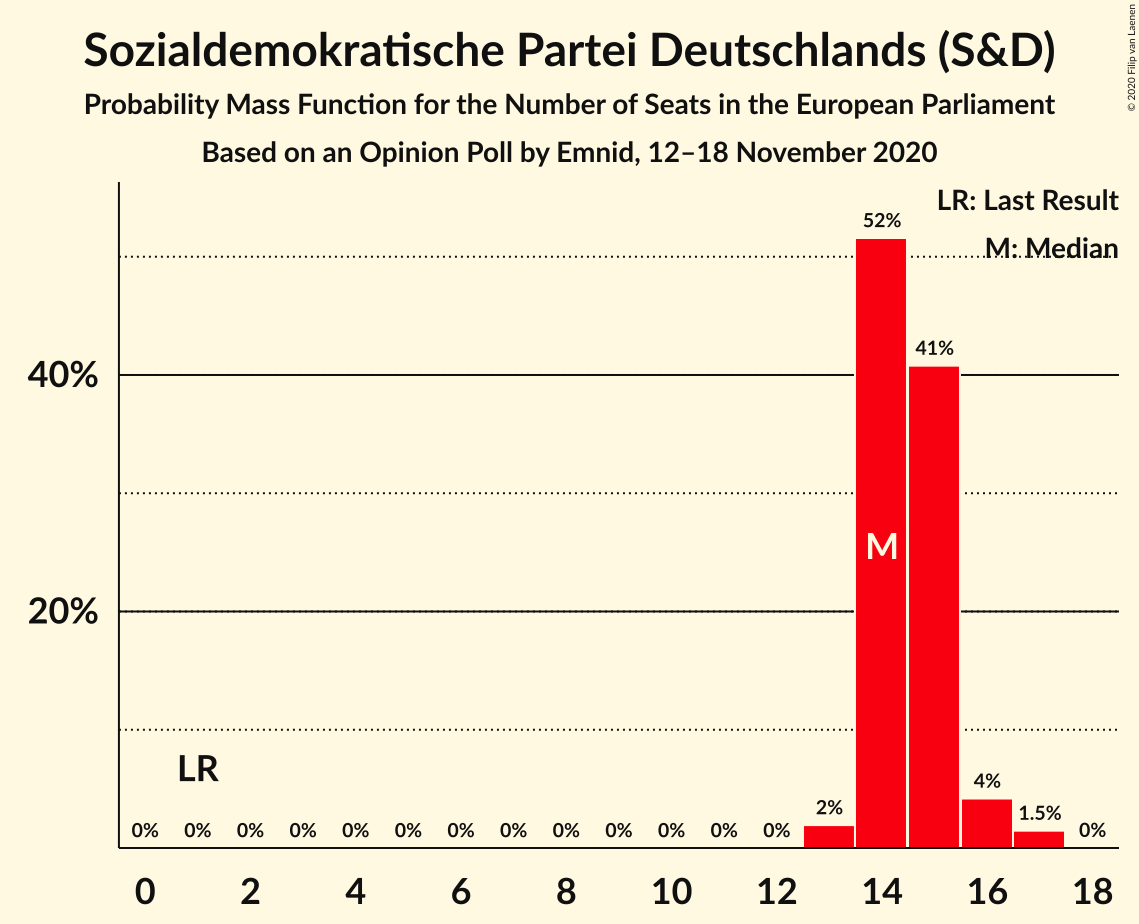 Sozialdemokratische Partei Deutschlands (S&D)
Probability Mass Function for the Number of Seats in the European Parliament
Based on an Opinion Poll by Emnid, 12–18 November 2020
© 2020 Filip van Laenen
LR: Last Result
M: Median
52%
41%
40%
M
20%
LR
0% 0% 0% 0% 0% 0% 0% 0% 0% 0% 0% 0% 0% 2% 4% 1.5% 0%
0 2 4 6 8 10 12 14 16 18